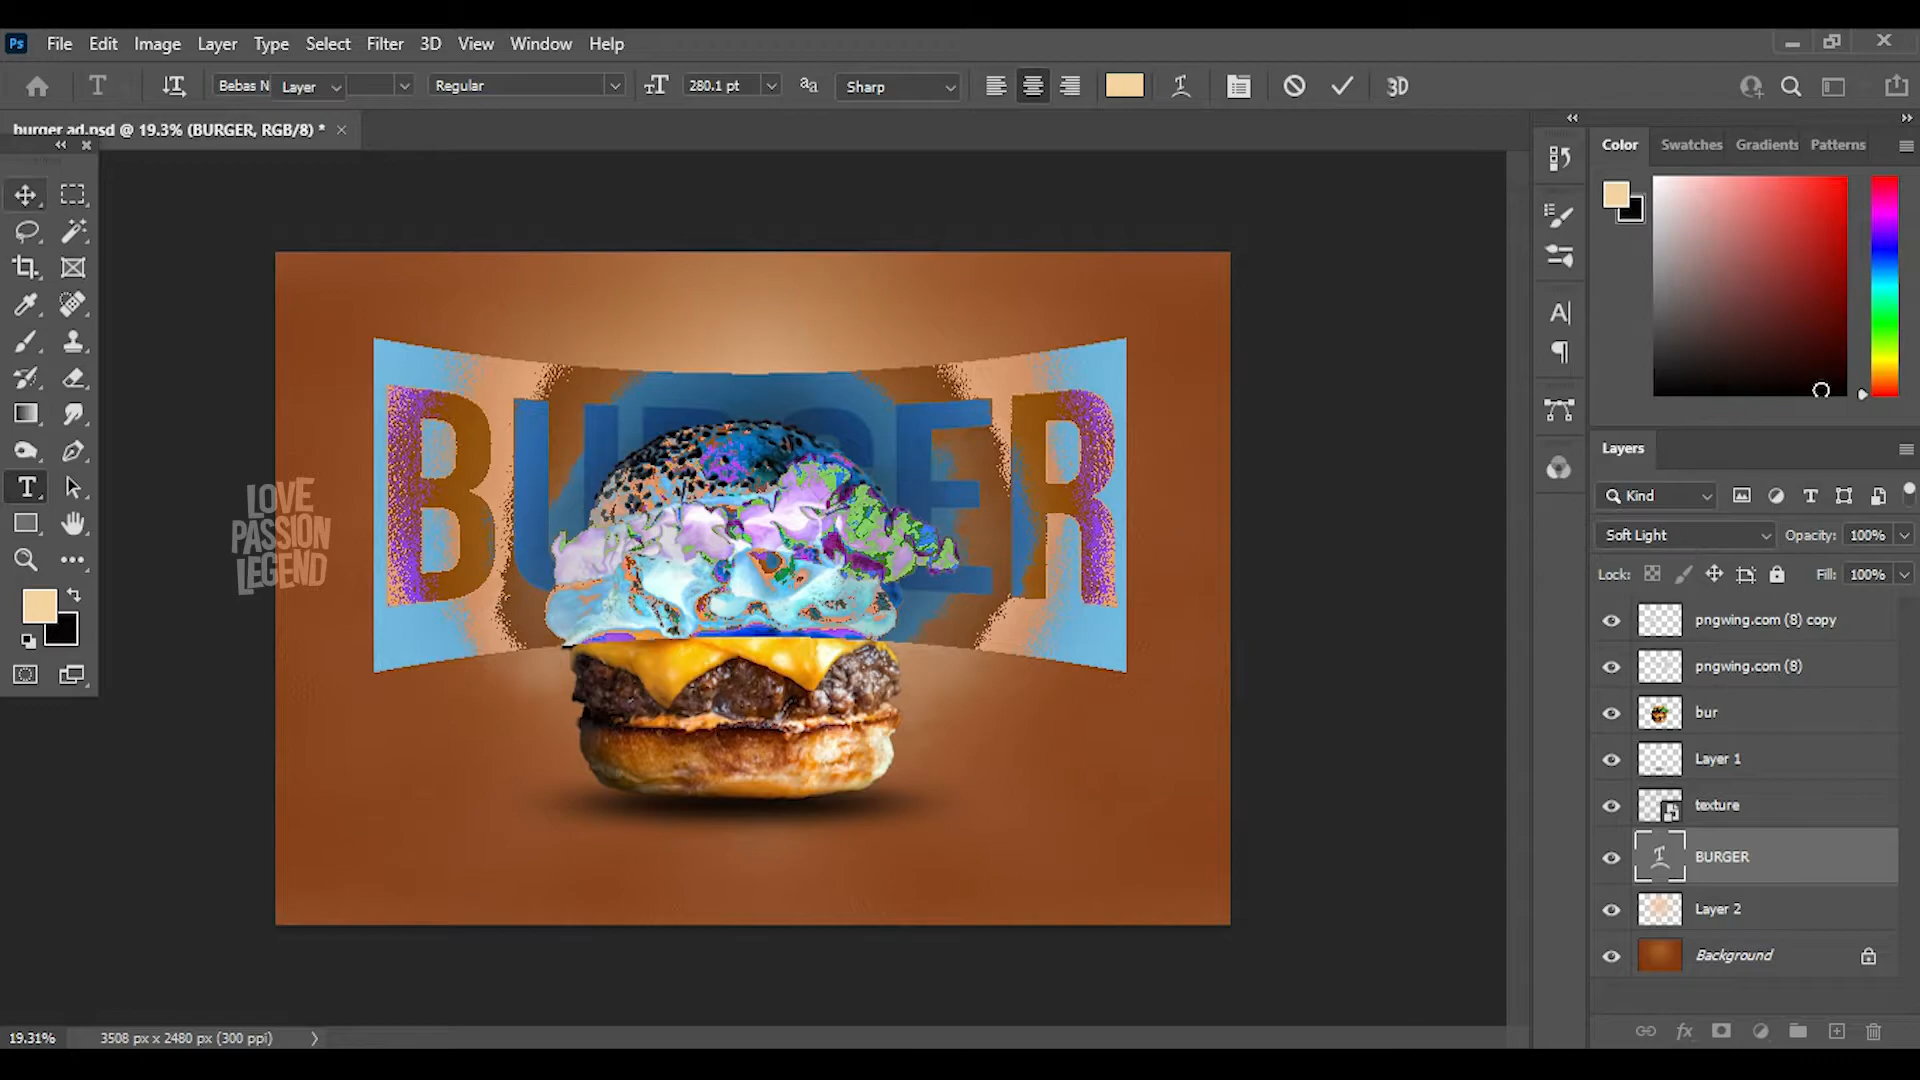 Ps File Edit Image Layer Type Select Filter 3D View Window Help
Bebas N Layer Regular 280.1 pt aa Sharp 3D
burger ad.psd @ 19.3% (BURGER, RGB/8) *
Color Swatches Gradients Patterns
BURGER
LOVE
PASSION
LEGEND
Layers
Kind
Soft Light Opacity: 100%
Lock: Fill: 100%
pngwing.com (8) copy
pngwing.com (8)
bur
Layer 1
texture
BURGER
Layer 2
Background
fx
19.31% 3508 px x 2480 px (300 ppi)